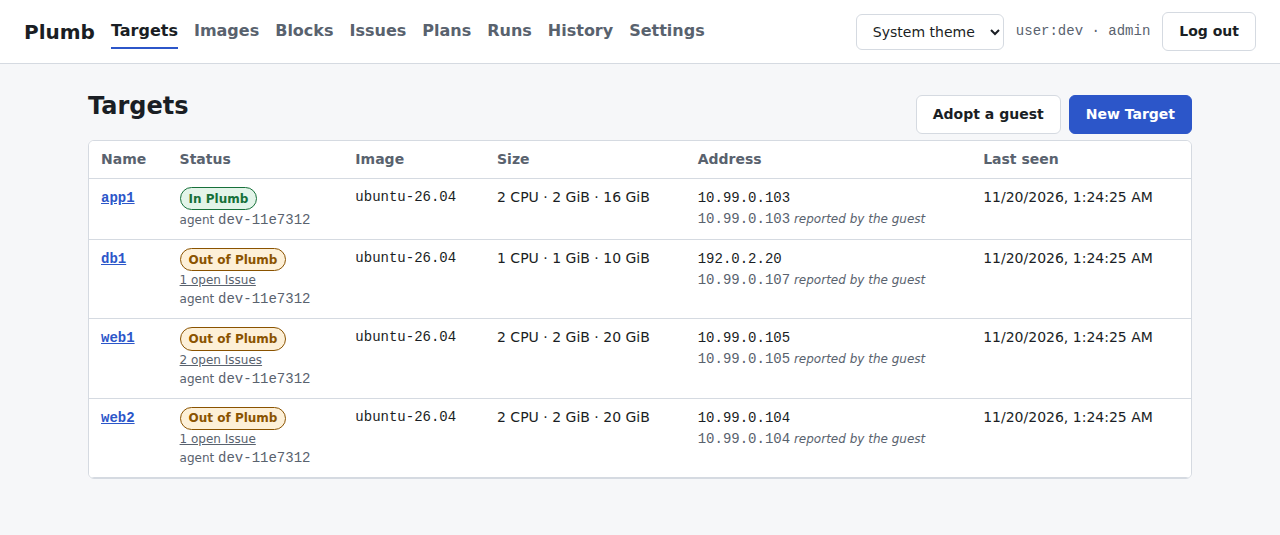 Plumb Targets Images Blocks Issues Plans Runs History Settings System theme user:dev · admin Log out
Targets Adopt a guest New Target
Name Status Image Size Address Last seen
app1 In Plumb ubuntu-26.04 2 CPU · 2 GiB · 16 GiB 10.99.0.103 11/20/2026, 1:24:25 AM
agent dev-11e7312 10.99.0.103 reported by the guest
db1 Out of Plumb ubuntu-26.04 1 CPU · 1 GiB · 10 GiB 192.0.2.20 11/20/2026, 1:24:25 AM
1 open Issue 10.99.0.107 reported by the guest
agent dev-11e7312
web1 Out of Plumb ubuntu-26.04 2 CPU · 2 GiB · 20 GiB 10.99.0.105 11/20/2026, 1:24:25 AM
2 open Issues 10.99.0.105 reported by the guest
agent dev-11e7312
web2 Out of Plumb ubuntu-26.04 2 CPU · 2 GiB · 20 GiB 10.99.0.104 11/20/2026, 1:24:25 AM
1 open Issue 10.99.0.104 reported by the guest
agent dev-11e7312